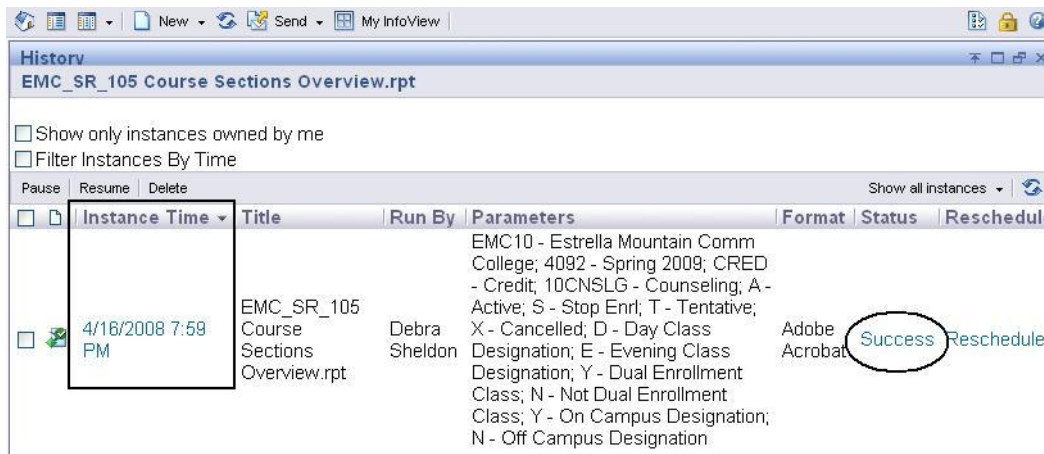 New Send My InfoView
History
EMC_SR_105 Course Sections Overview.rpt
Show only instances owned by me
Filter Instances By Time
Pause Resume Delete Show all instances
Instance Time Title Run By Parameters Format Status Reschedul
4/16/2008 7:59
PM
EMC_SR_105
Course
Sections
Overview.rpt
Debra
Sheldon
EMC10 - Estrella Mountain Comm
College; 4092 - Spring 2009; CRED
- Credit; 10CNSLG - Counseling; A -
Active; S - Stop Enrl; T - Tentative;
X - Cancelled; D - Day Class
Designation; E - Evening Class
Designation; Y - Dual Enrollment
Class; N - Not Dual Enrollment
Class; Y - On Campus Designation;
N - Off Campus Designation
Adobe
Acrobat
Success
Reschedule